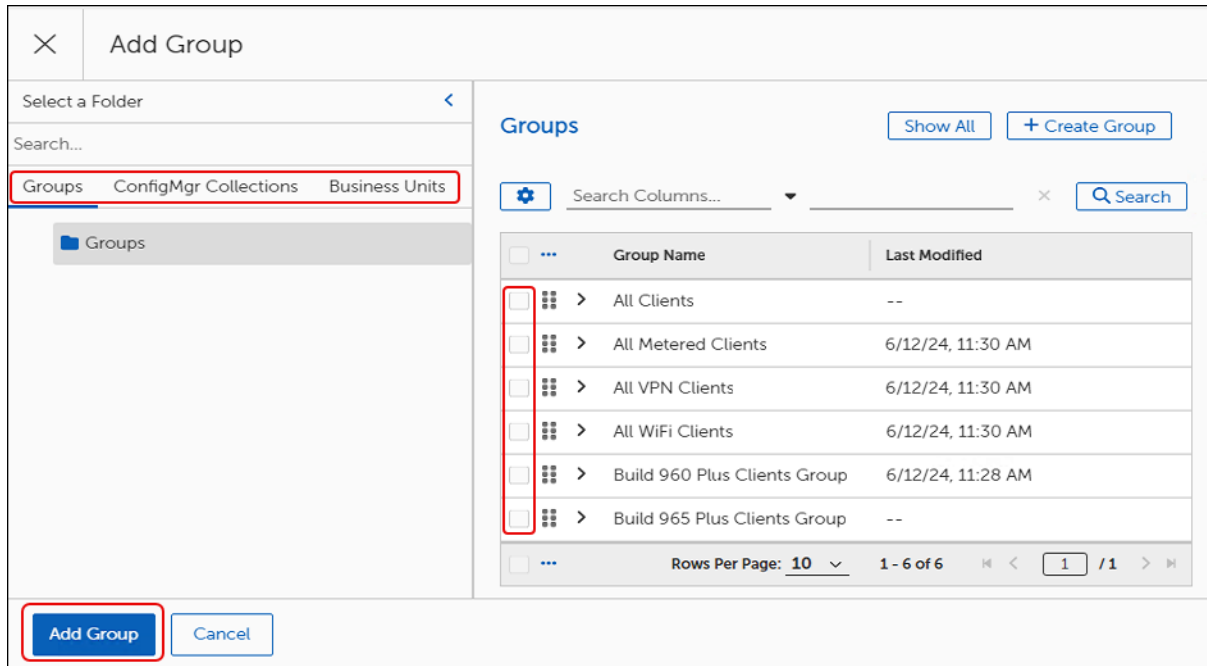 Add Group
Select a Folder
Search...
Groups ConfigMgr Collections Business Units
Groups
Groups Show All + Create Group
Search Columns... Search
Group Name Last Modified
All Clients --
All Metered Clients 6/12/24, 11:30 AM
All VPN Clients 6/12/24, 11:30 AM
All WiFi Clients 6/12/24, 11:30 AM
Build 960 Plus Clients Group 6/12/24, 11:28 AM
Build 965 Plus Clients Group --
Rows Per Page: 10 1 - 6 of 6 1 / 1
Add Group Cancel